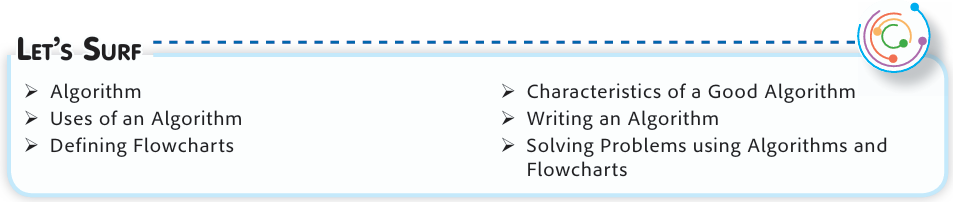 LET'S SURF
➢ Algorithm
➢ Uses of an Algorithm
➢ Defining Flowcharts
➢ Characteristics of a Good Algorithm
➢ Writing an Algorithm
➢ Solving Problems using Algorithms and
Flowcharts